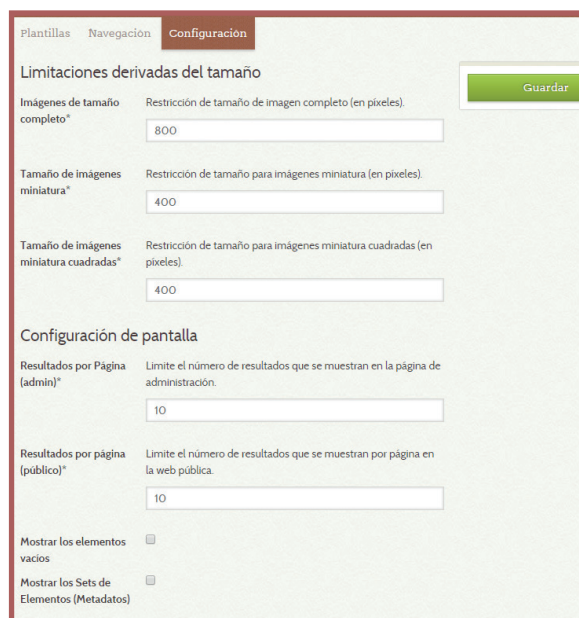 Plantillas Navegación Configuración
Limitaciones derivadas del tamaño
Guardar
Imágenes de tamaño completo*
Restricción de tamaño de imagen completo (en píxeles).
800
Tamaño de imágenes miniatura*
Restricción de tamaño para imágenes miniatura (en píxeles).
400
Tamaño de imágenes miniatura cuadradas*
Restricción de tamaño para imágenes miniatura cuadradas (en
píxeles).
400
Configuración de pantalla
Resultados por Página (admin)*
Limite el número de resultados que se muestran en la página de
administración.
10
Resultados por página (público)*
Limite el número de resultados que se muestran por página en
la web pública.
10
Mostrar los elementos
vacíos
Mostrar los Sets de
Elementos (Metadatos)